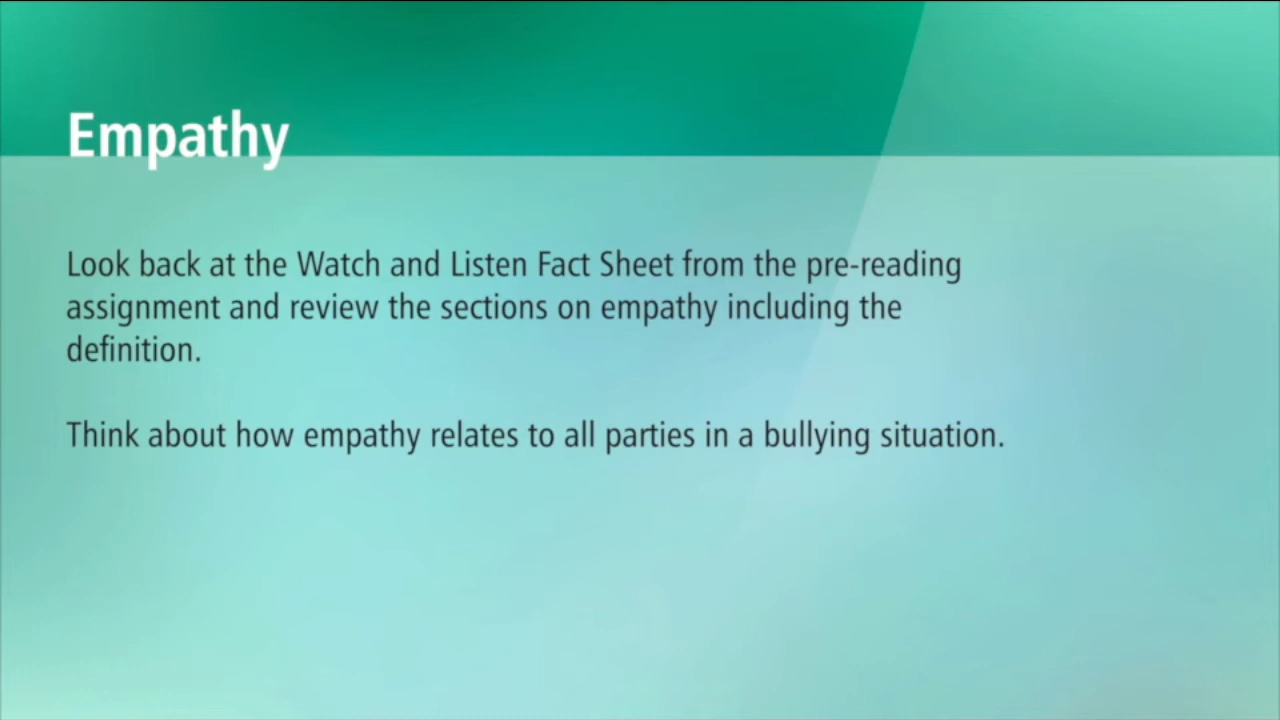 Empathy
Look back at the Watch and Listen Fact Sheet from the pre-reading
assignment and review the sections on empathy including the
definition.
Think about how empathy relates to all parties in a bullying situation.